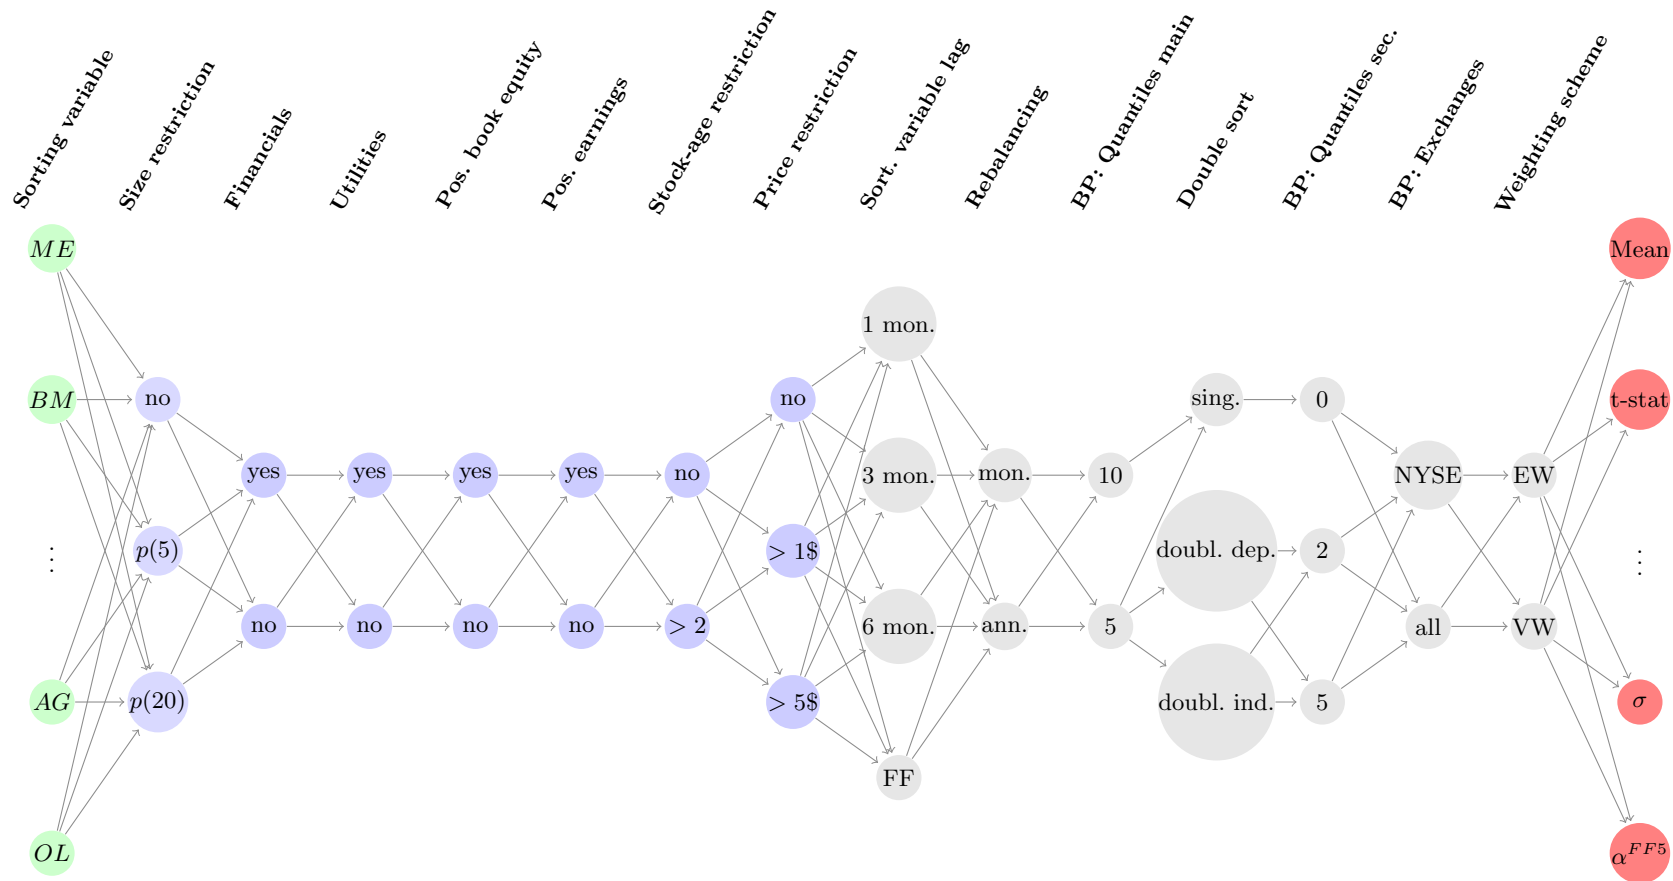 Sorting variable
Size restriction
Financials
Utilities
Pos. book equity
Pos. earnings
Stock-age restriction
Price restriction
Sort. variable lag
Rebalancing
BP: Quantiles main
Double sort
BP: Quantiles sec.
BP: Exchanges
Weighting scheme
ME
BM
⋮
AG
OL
no
p(5)
p(20)
yes
no
yes
no
yes
no
yes
no
no
> 2
no
> 1$
> 5$
1 mon.
3 mon.
6 mon.
FF
mon.
ann.
10
5
sing.
doubl. dep.
doubl. ind.
0
2
5
NYSE
all
EW
VW
Mean
t-stat
⋮
σ
α^{FF5}